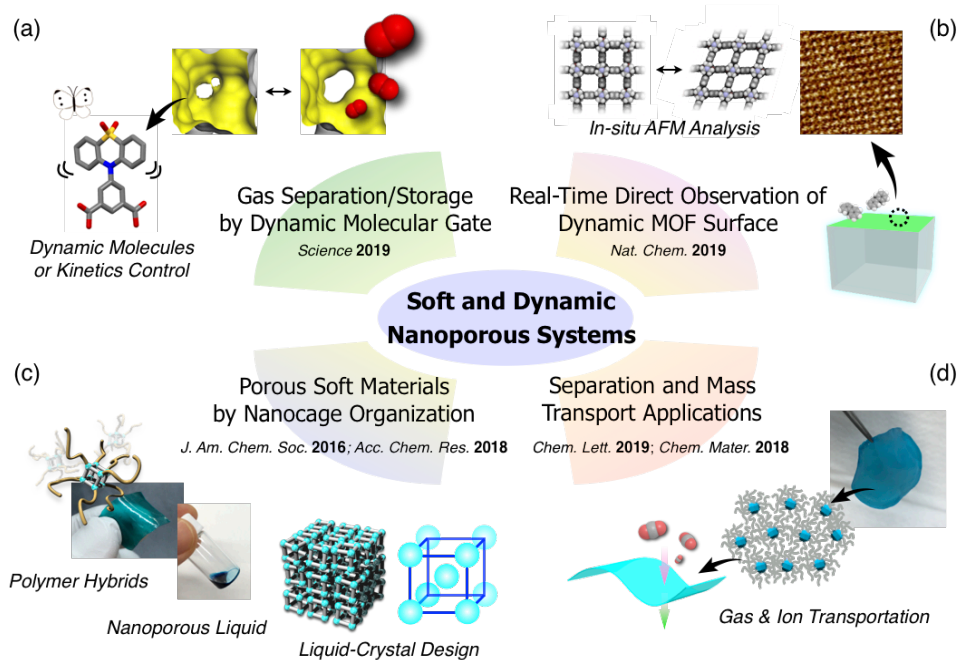 (a)
Dynamic Molecules
or Kinetics Control
Gas Separation/Storage
by Dynamic Molecular Gate
Science 2019
(b)
In-situ AFM Analysis
Real-Time Direct Observation of
Dynamic MOF Surface
Nat. Chem. 2019
Soft and Dynamic
Nanoporous Systems
(c)
Porous Soft Materials
by Nanocage Organization
J. Am. Chem. Soc. 2016; Acc. Chem. Res. 2018
Polymer Hybrids
Nanoporous Liquid
Liquid-Crystal Design
(d)
Separation and Mass
Transport Applications
Chem. Lett. 2019; Chem. Mater. 2018
Gas & Ion Transportation